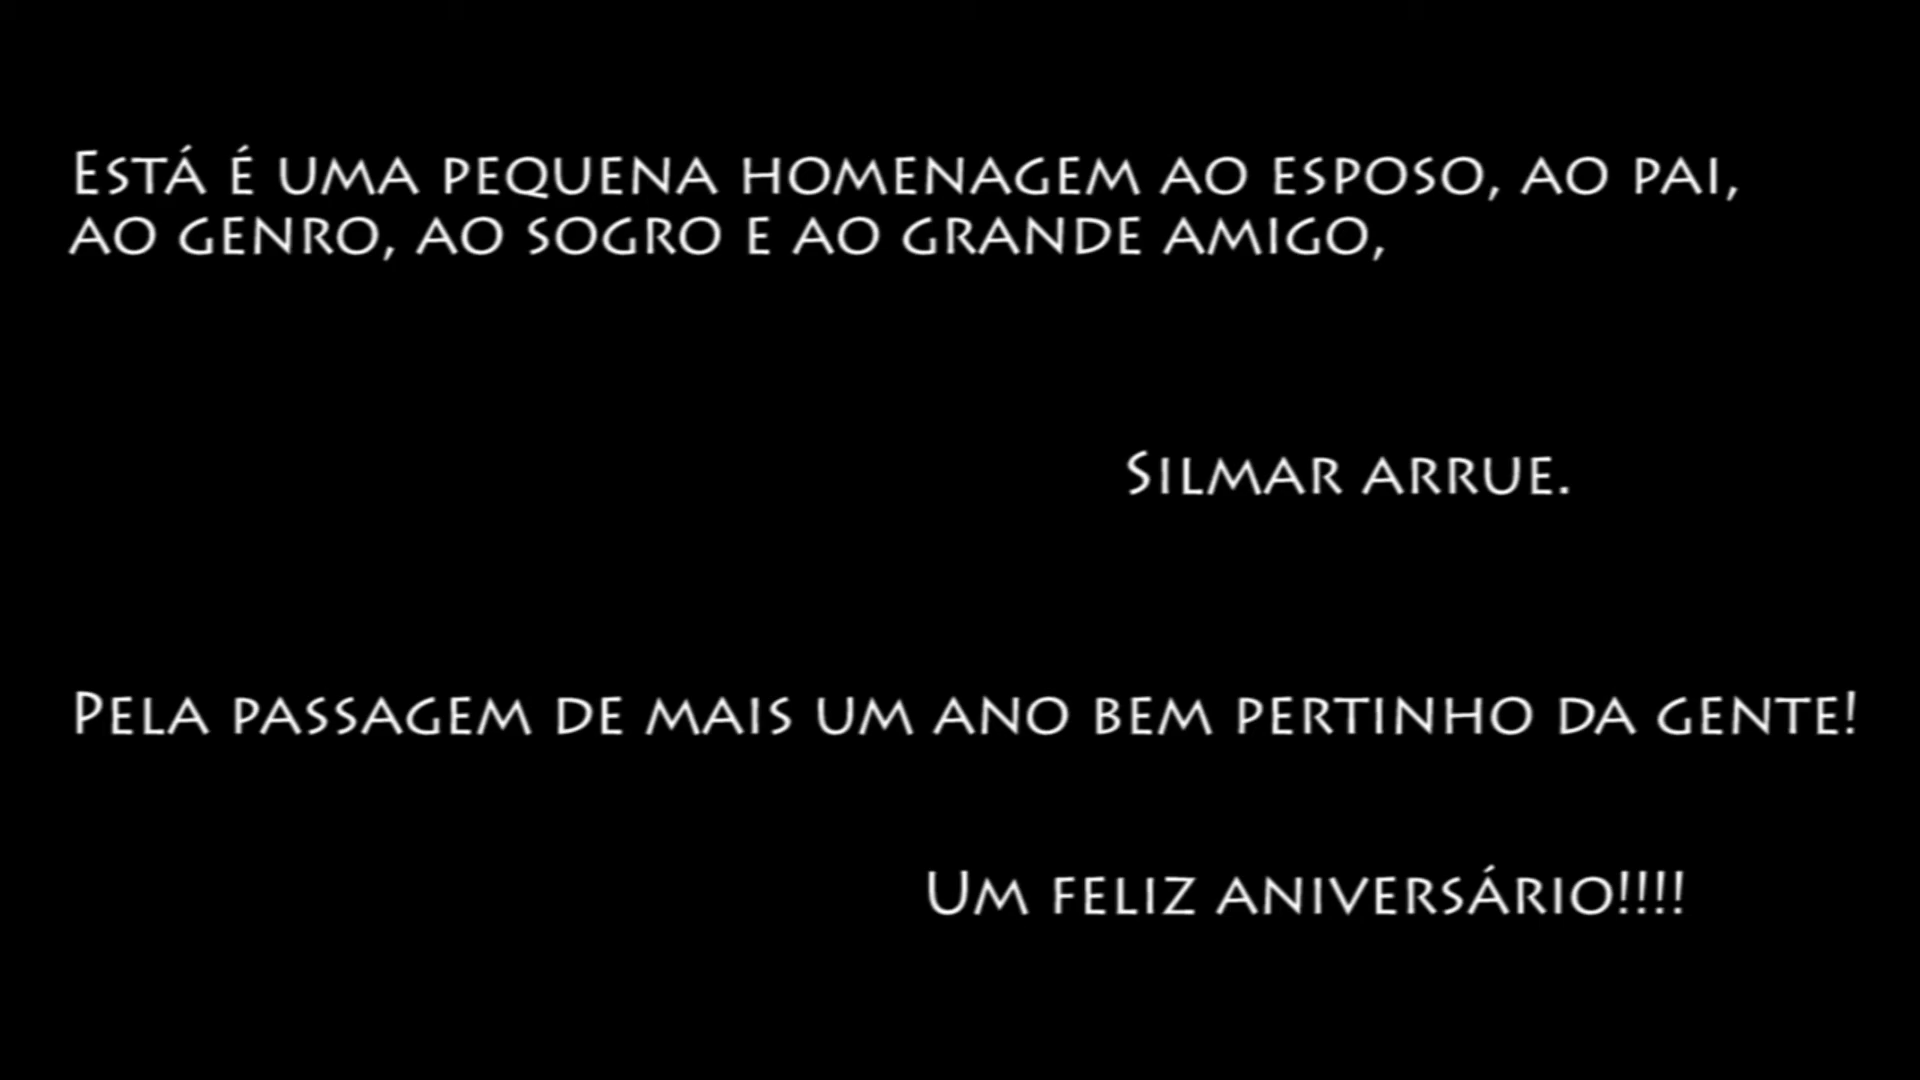 Está é uma pequena homenagem ao esposo, ao pai,
ao genro, ao sogro e ao grande amigo,
Silmar Arrue.
Pela passagem de mais um ano bem pertinho da gente!
Um feliz aniversário!!!!